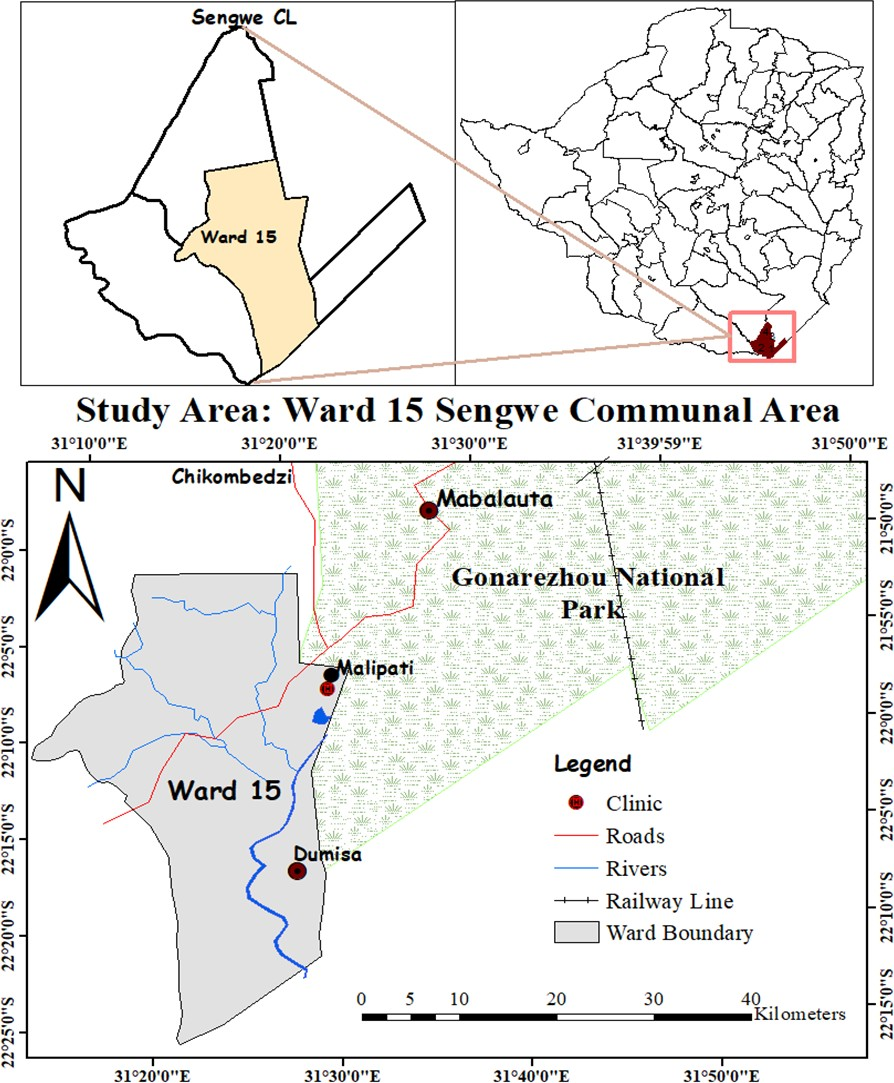 Sengwe CL
Ward 15
Study Area: Ward 15 Sengwe Communal Area
31°10'0"E 31°20'0"E 31°30'0"E 31°39'59"E 31°50'0"E
N
Chikombedzi
Mabalauta
Gonarezhou National
Park
Malipati
Ward 15
Dumisa
22°0'0"S
22°5'0"S
22°10'0"S
22°15'0"S
22°20'0"S
22°25'0"S
21°50'0"S
21°55'0"S
22°0'0"S
22°5'0"S
22°10'0"S
22°15'0"S
Legend
Clinic
Roads
Rivers
Railway Line
Ward Boundary
0 5 10 20 30 40
Kilometers
31°20'0"E 31°30'0"E 31°40'0"E 31°50'0"E